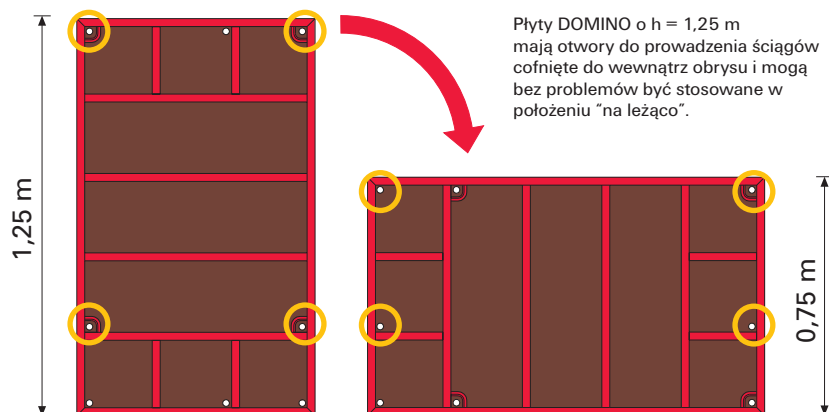 Płyty DOMINO o h = 1,25 m
mają otwory do prowadzenia ściągów
cofnięte do wewnątrz obrysu i mogą
bez problemów być stosowane w
położeniu “na leżąco”.
1,25 m
0,75 m